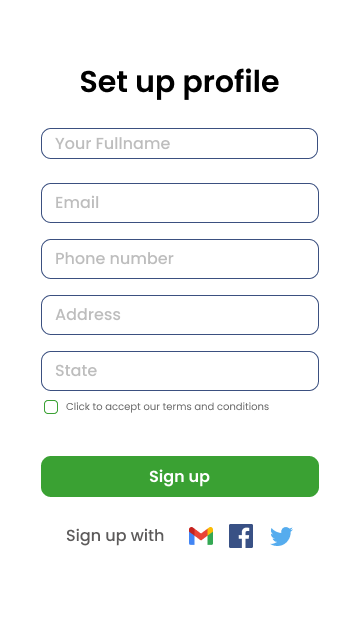 Set up profile
Your Fullname
Email
Phone number
Address
State
Click to accept our terms and conditions
Sign up
Sign up with